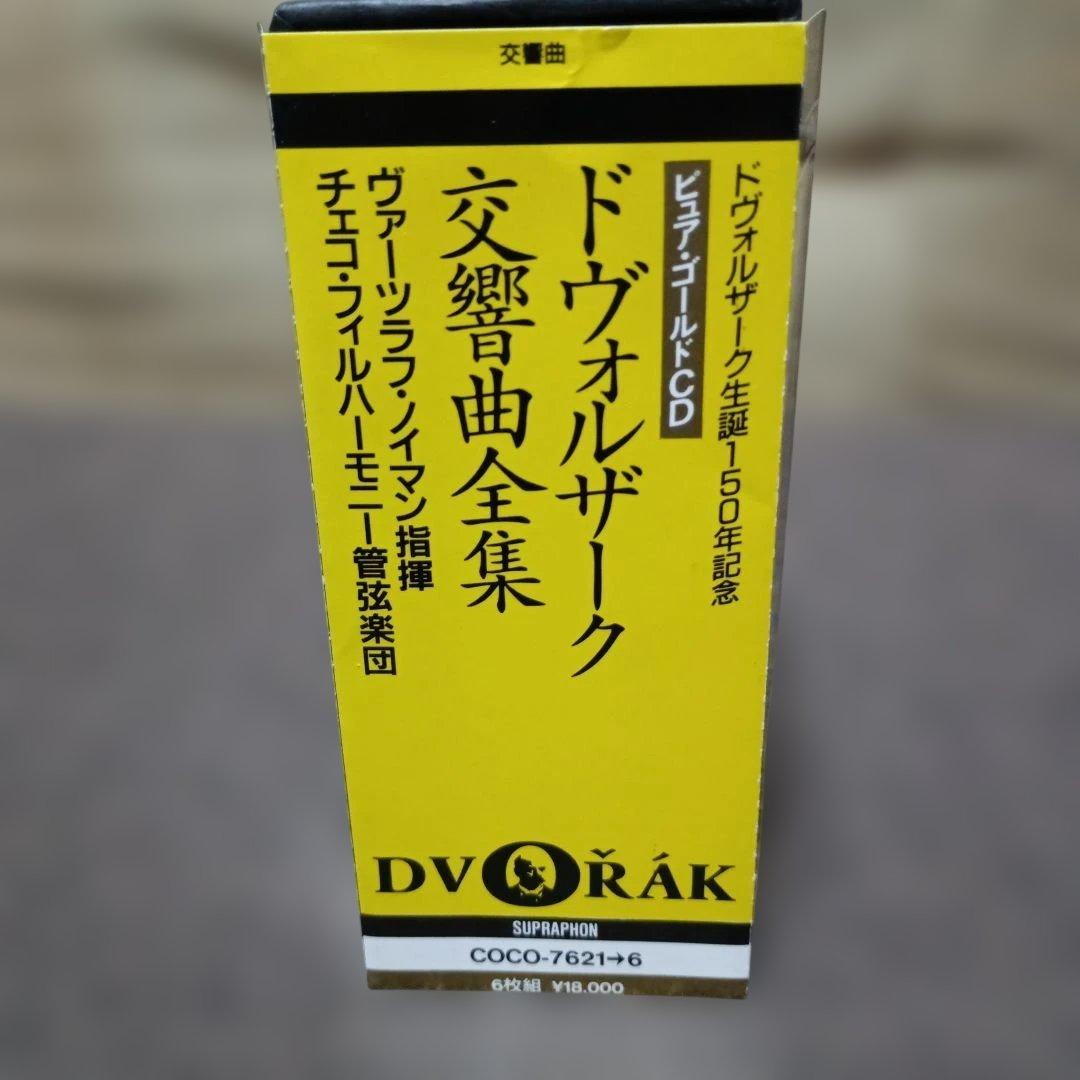 交響曲
ドヴォルザーク生誕150年記念
ピュア・ゴールドCD
ドヴォルザーク
交響曲全集
ヴァーツラフ・ノイマン指揮
チェコ・フィルハーモニー管弦楽団
DVOŘÁK
SUPRAPHON
COCO-7621→6
6枚組 ¥18,000